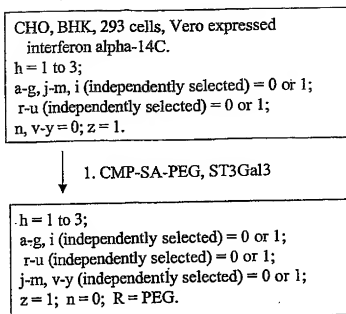 CHO, BHK, 293 cells, Vero expressed
interferon alpha-14C.
h = 1 to 3;
a-g, j-m, i (independently selected) = 0 or 1;
r-u (independently selected) = 0 or 1;
n, v-y = 0; z = 1.
1. CMP-SA-PEG, ST3Gal3
h = 1 to 3;
a-g, i (independently selected) = 0 or 1;
r-u (independently selected) = 0 or 1;
j-m, v-y (independently selected) = 0 or 1;
z = 1; n = 0; R = PEG.